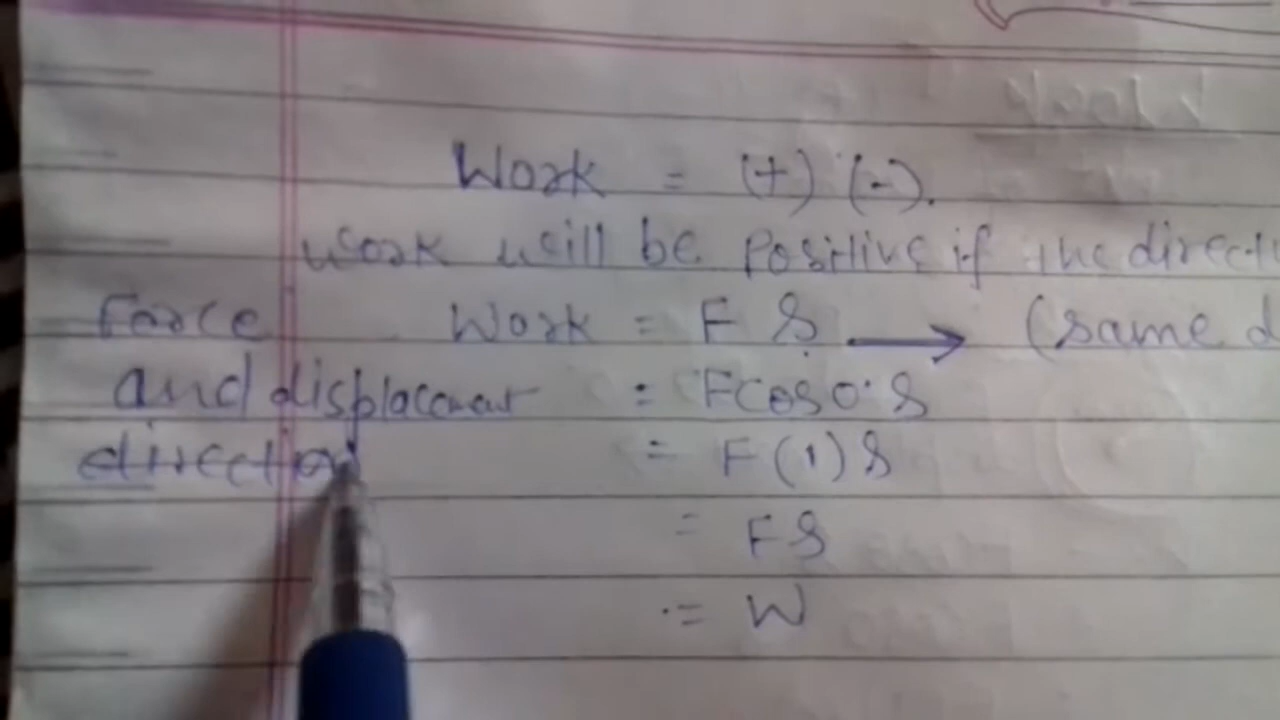 Work = (+) (-).
Work will be Positive if the directi
Force Work = F S → (same d
and displacement = Fcos0° S
direction = F(1) S
= FS
= W